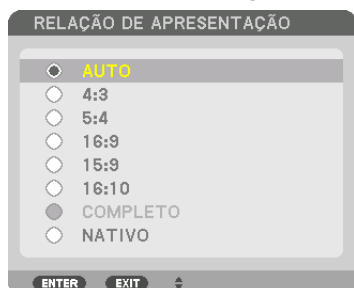 RELAÇÃO DE APRESENTAÇÃO
AUTO
4:3
5:4
16:9
15:9
16:10
COMPLETO
NATIVO
ENTER EXIT